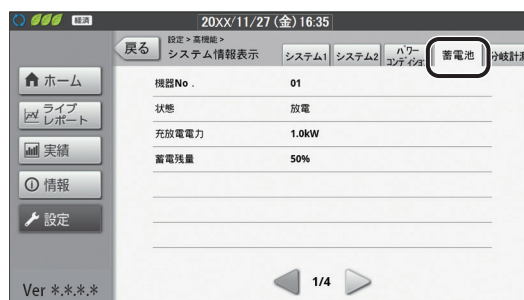 経済 20XX/11/27 (金) 16:35
戻る
設定 > 高機能 >
システム情報表示
システム1 システム2 パワーコンディショナ 蓄電池 分岐計測
ホーム
ライブ
レポート
実績
情報
設定
機器No. 01
状態 放電
充放電電力 1.0kW
蓄電残量 50%
1/4
Ver *.*.*.*